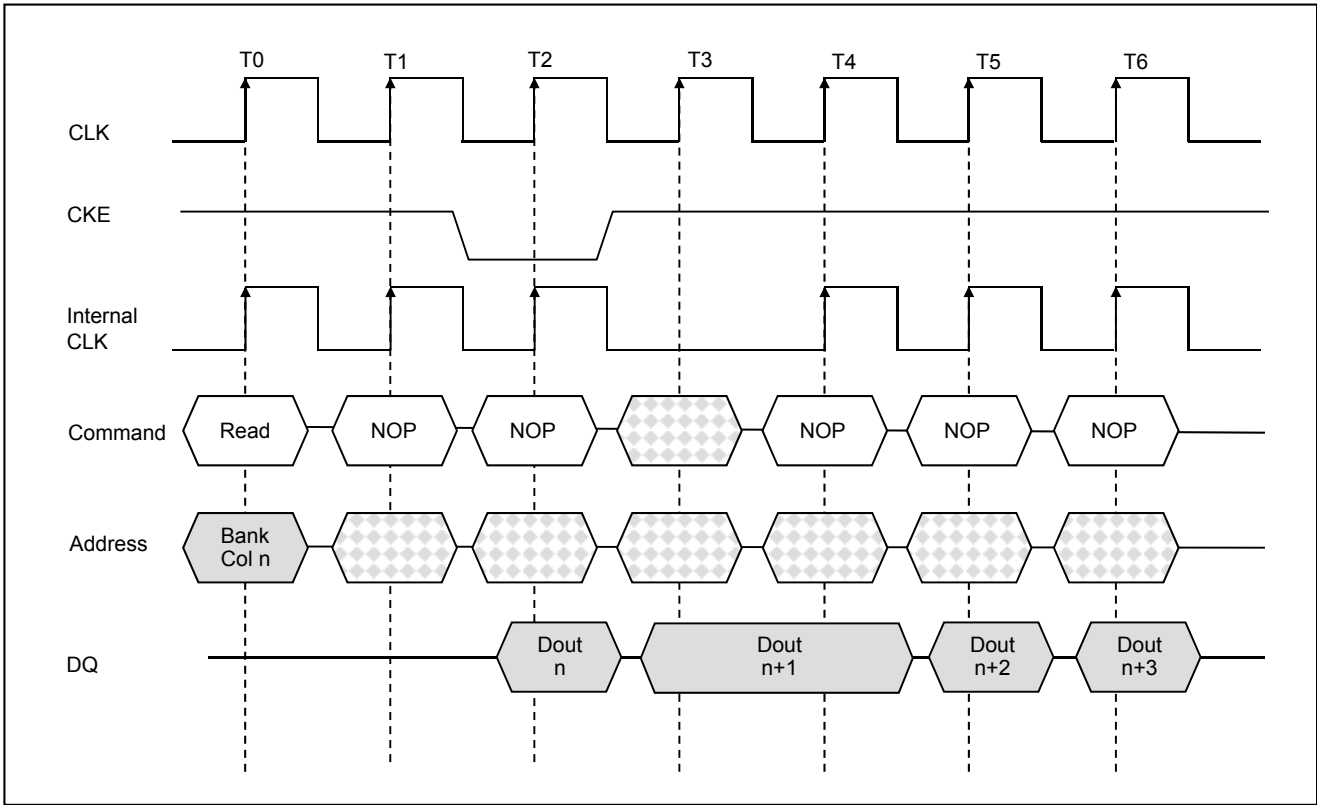 T0 T1 T2 T3 T4 T5 T6
CLK
CKE
Internal
CLK
Command Read NOP NOP NOP NOP NOP
Address Bank
Col n
DQ Dout Dout Dout Dout
n n+1 n+2 n+3